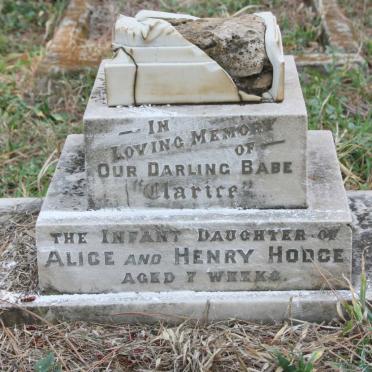 — IN
LOVING MEMORY
OF —
OUR DARLING BABE
"Clarice"
THE INFANT DAUGHTER OF
ALICE AND HENRY HODGE
AGED 7 WEEKS